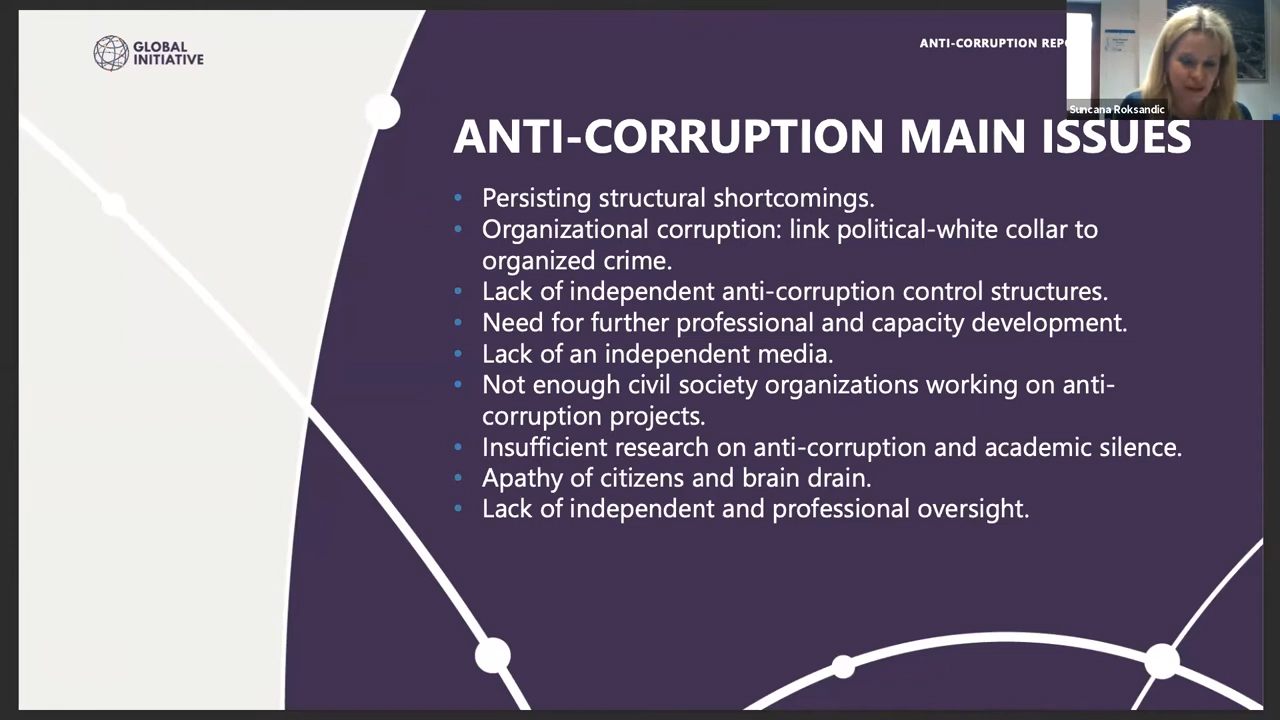 GLOBAL
INITIATIVE
ANTI-CORRUPTION
Suncana Roksandic
ANTI-CORRUPTION MAIN ISSUES
• Persisting structural shortcomings.
• Organizational corruption: link political-white collar to
organized crime.
• Lack of independent anti-corruption control structures.
• Need for further professional and capacity development.
• Lack of an independent media.
• Not enough civil society organizations working on anti-
corruption projects.
• Insufficient research on anti-corruption and academic silence.
• Apathy of citizens and brain drain.
• Lack of independent and professional oversight.